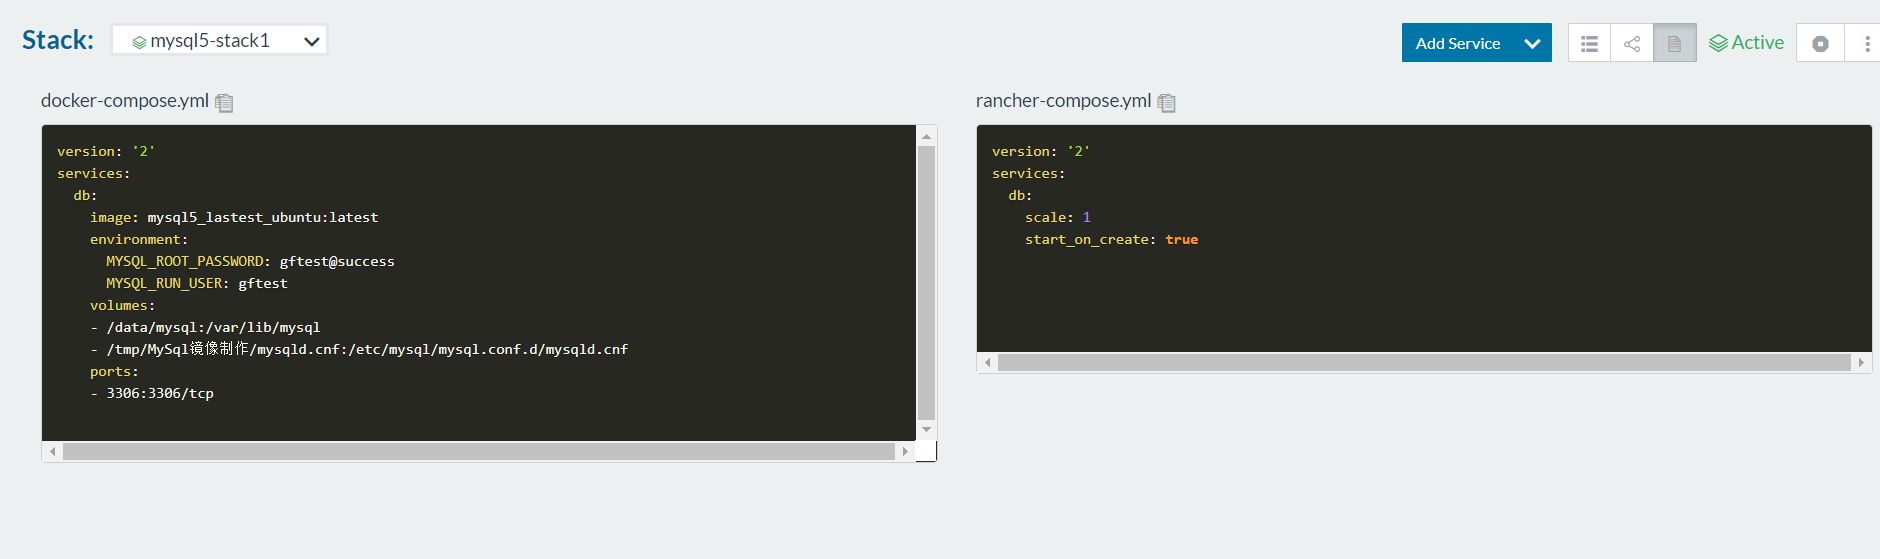 Stack: mysql5-stack1 Add Service Active
docker-compose.yml
version: '2'
services:
  db:
    image: mysql5_lastest_ubuntu:latest
    environment:
      MYSQL_ROOT_PASSWORD: gftest@success
      MYSQL_RUN_USER: gftest
    volumes:
    - /data/mysql:/var/lib/mysql
    - /tmp/MySql镜像制作/mysqld.cnf:/etc/mysql/mysql.conf.d/mysqld.cnf
    ports:
    - 3306:3306/tcp
rancher-compose.yml
version: '2'
services:
  db:
    scale: 1
    start_on_create: true